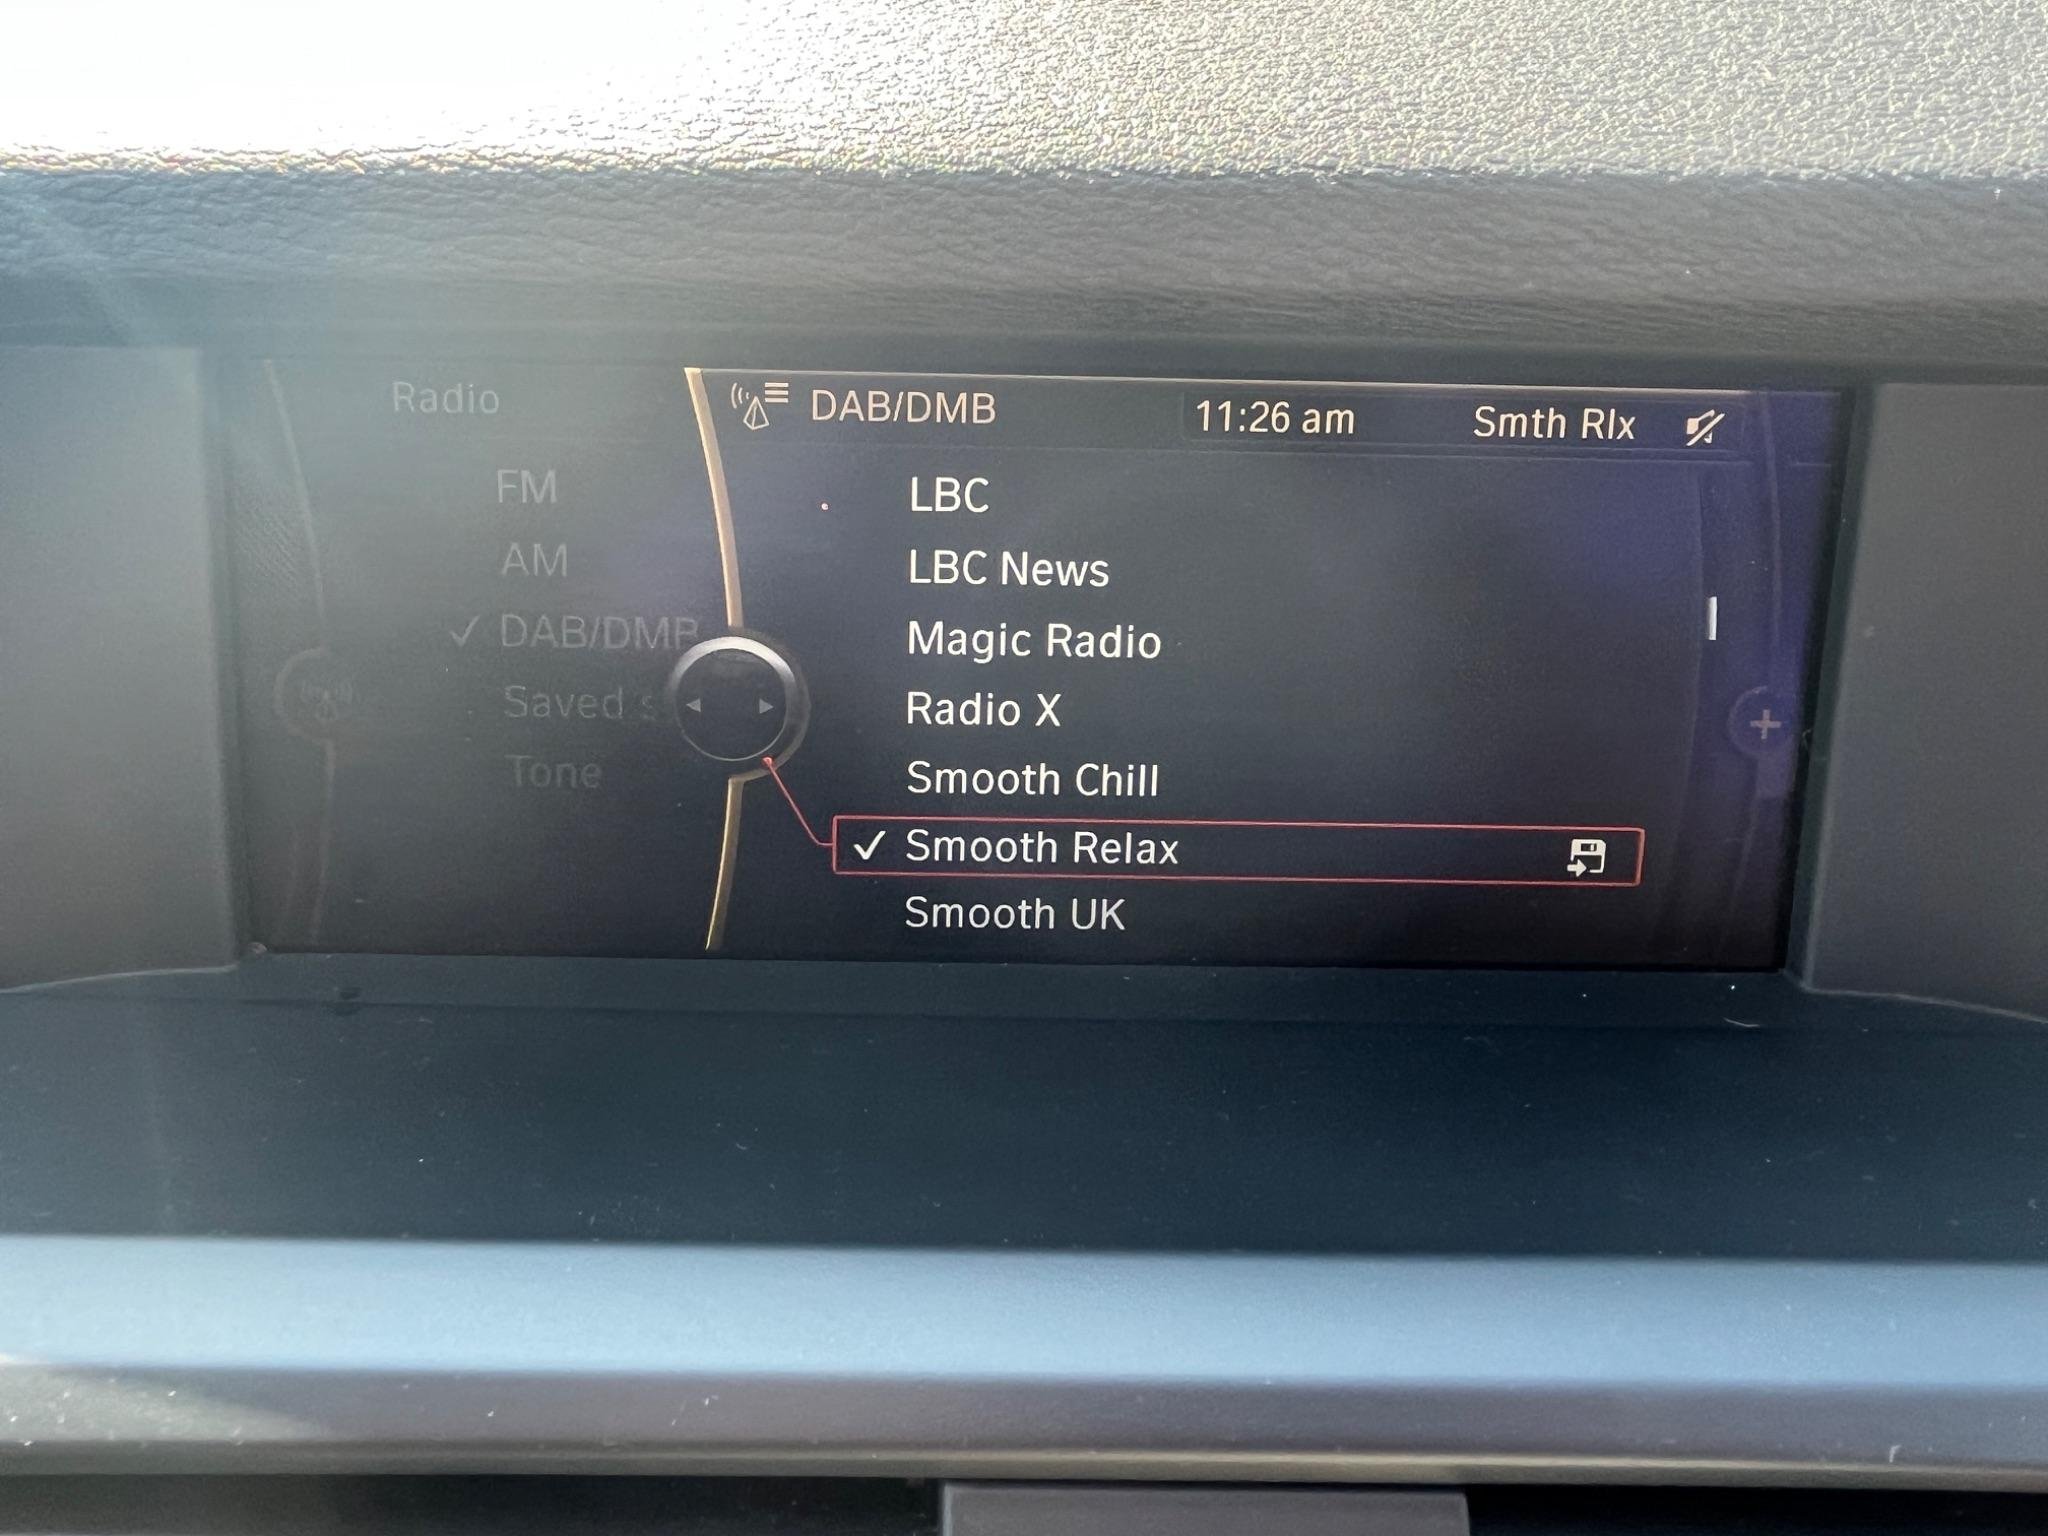 Radio
FM
AM
✓ DAB/DMB
Saved s
Tone
DAB/DMB 11:26 am Smth Rlx
LBC
LBC News
Magic Radio
Radio X
Smooth Chill
✓ Smooth Relax
Smooth UK